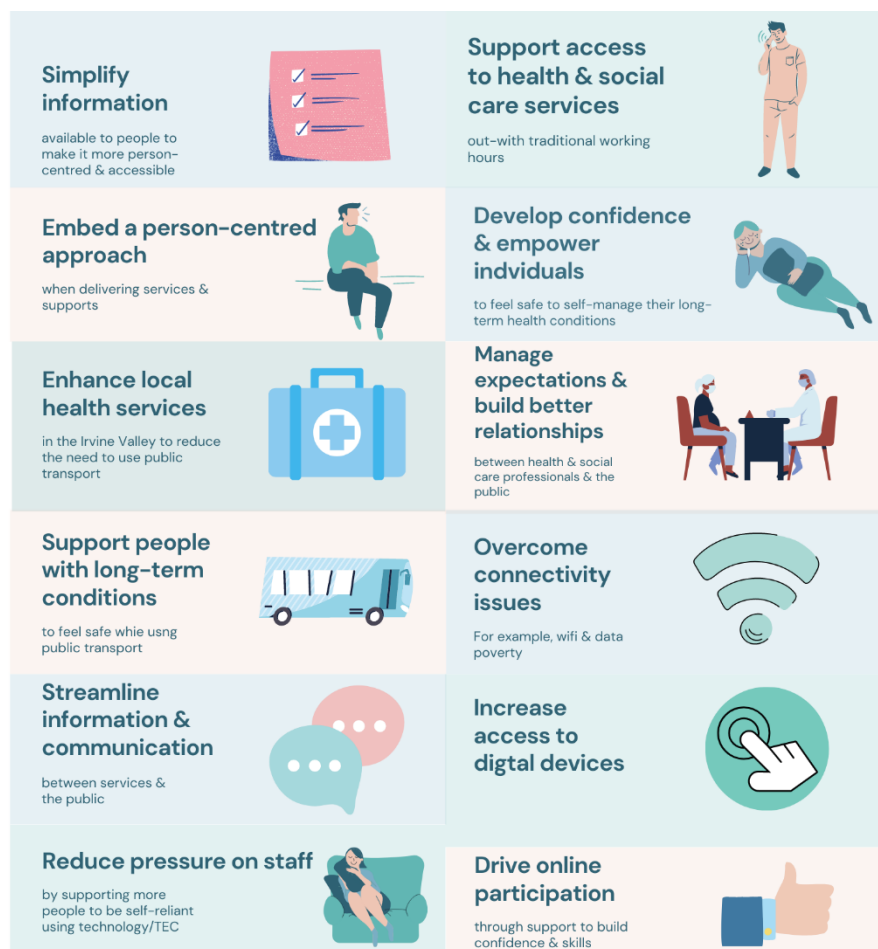 Simplify
information
available to people to
make it more person-
centred & accessible
Support access
to health & social
care services
out-with traditional working
hours
Embed a person-centred
approach
when delivering services &
supports
Develop confidence
& empower
indviduals
to feel safe to self-manage their long-
term health conditions
Enhance local
health services
in the Irvine Valley to reduce
the need to use public
transport
Manage
expectations &
build better
relationships
between health & social
care professionals & the
public
Support people
with long-term
conditions
to feel safe whie usng
public transport
Overcome
connectivity
issues
For example, wifi & data
poverty
Streamline
information &
communication
between services &
the public
Increase
access to
digtal devices
Reduce pressure on staff
by supporting more
people to be self-reliant
using technology/TEC
Drive online
participation
through support to build
confidence & skills